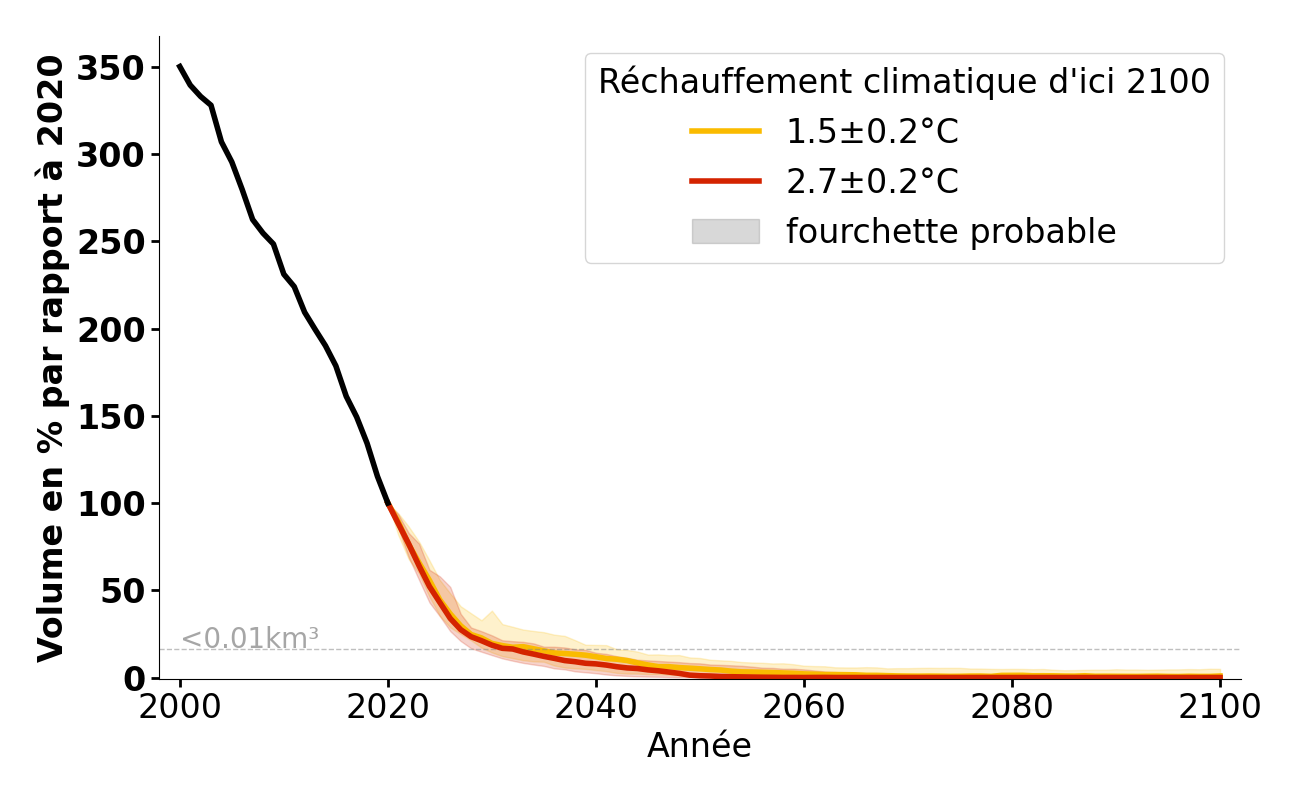 Volume en % par rapport à 2020
350
300
250
200
150
100
50
0
<0.01km³
Réchauffement climatique d'ici 2100
1.5±0.2°C
2.7±0.2°C
fourchette probable
2000 2020 2040 2060 2080 2100
Année